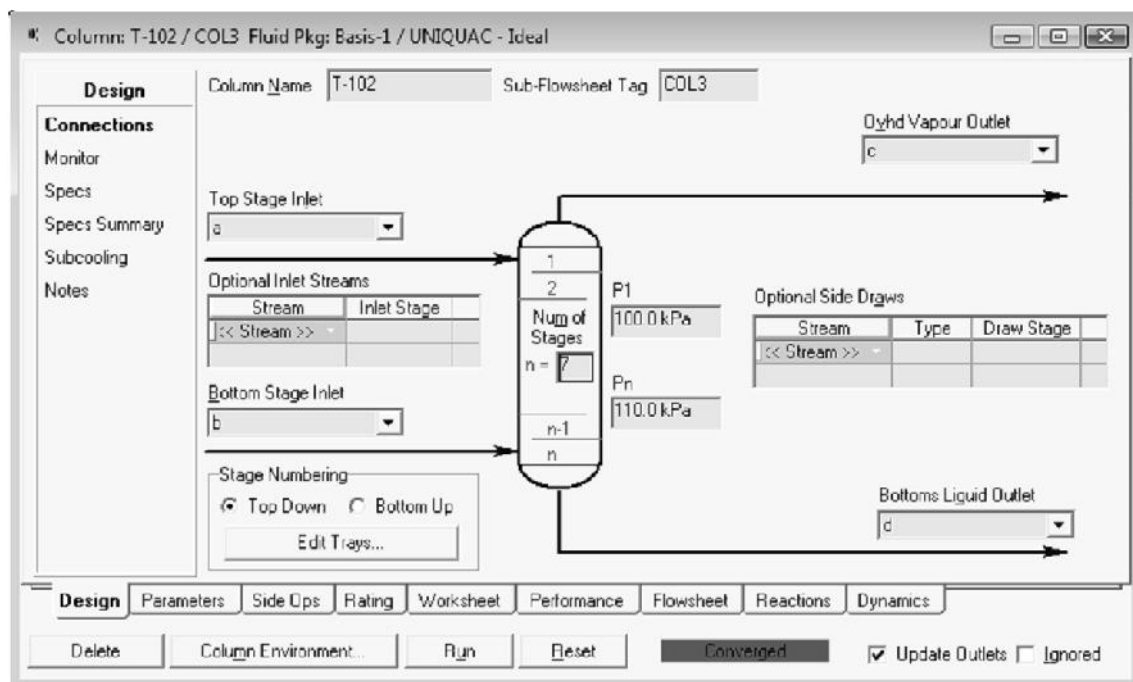 Column: T-102 / COL3 Fluid Pkg: Basis-1 / UNIQUAC - Ideal
Design
Connections
Monitor
Specs
Specs Summary
Subcooling
Notes
Column Name T-102 Sub-Flowsheet Tag COL3
Ovhd Vapour Outlet
c
Top Stage Inlet
a
Optional Inlet Streams
Stream Inlet Stage
<< Stream >>
Bottom Stage Inlet
b
1
2
Num of
Stages
n = 7
n-1
n
P1
100.0 kPa
Pn
110.0 kPa
Optional Side Draws
Stream Type Draw Stage
<< Stream >>
Stage Numbering
Top Down Bottom Up
Edit Trays...
Bottoms Liquid Outlet
d
Design Parameters Side Ops Rating Worksheet Performance Flowsheet Reactions Dynamics
Delete Column Environment... Run Reset Converged Update Outlets Ignored